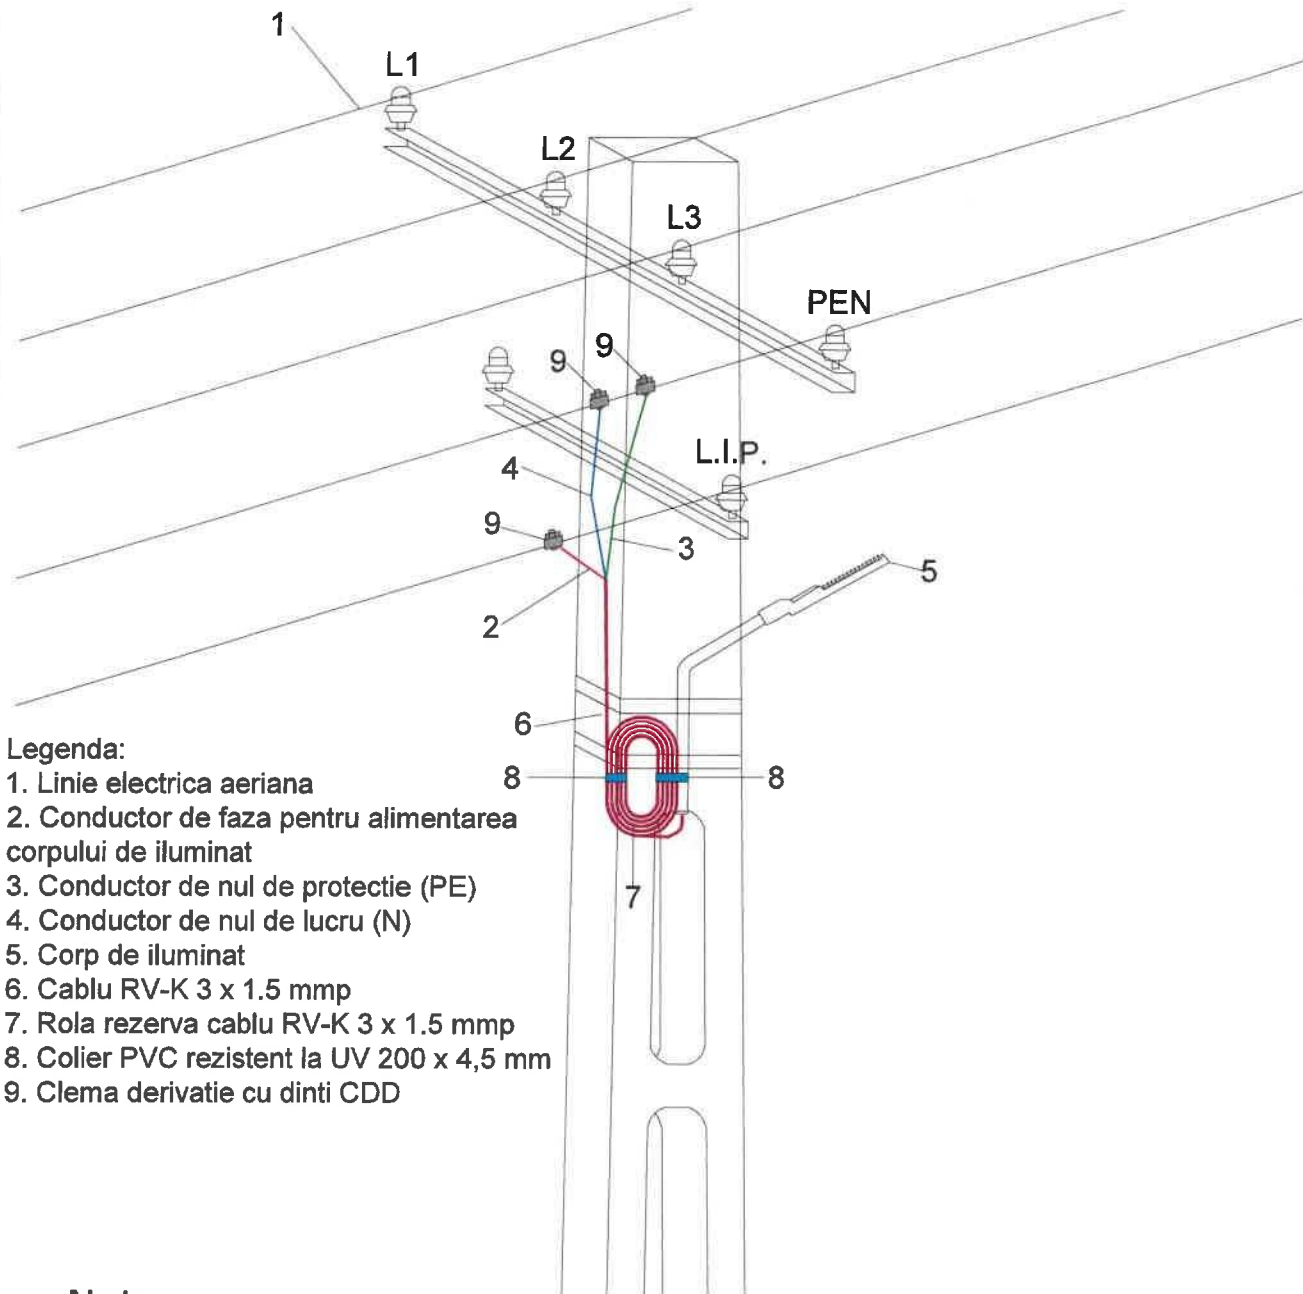 1
L1
L2
L3
PEN
9
9
L.I.P.
4
9
3
5
2
6
8
8
7
Legenda:
1. Linie electrica aeriana
2. Conductor de faza pentru alimentarea
corpului de iluminat
3. Conductor de nul de protectie (PE)
4. Conductor de nul de lucru (N)
5. Corp de iluminat
6. Cablu RV-K 3 x 1.5 mmp
7. Rola rezerva cablu RV-K 3 x 1.5 mmp
8. Colier PVC rezistent la UV 200 x 4,5 mm
9. Clema derivatie cu dinti CDD